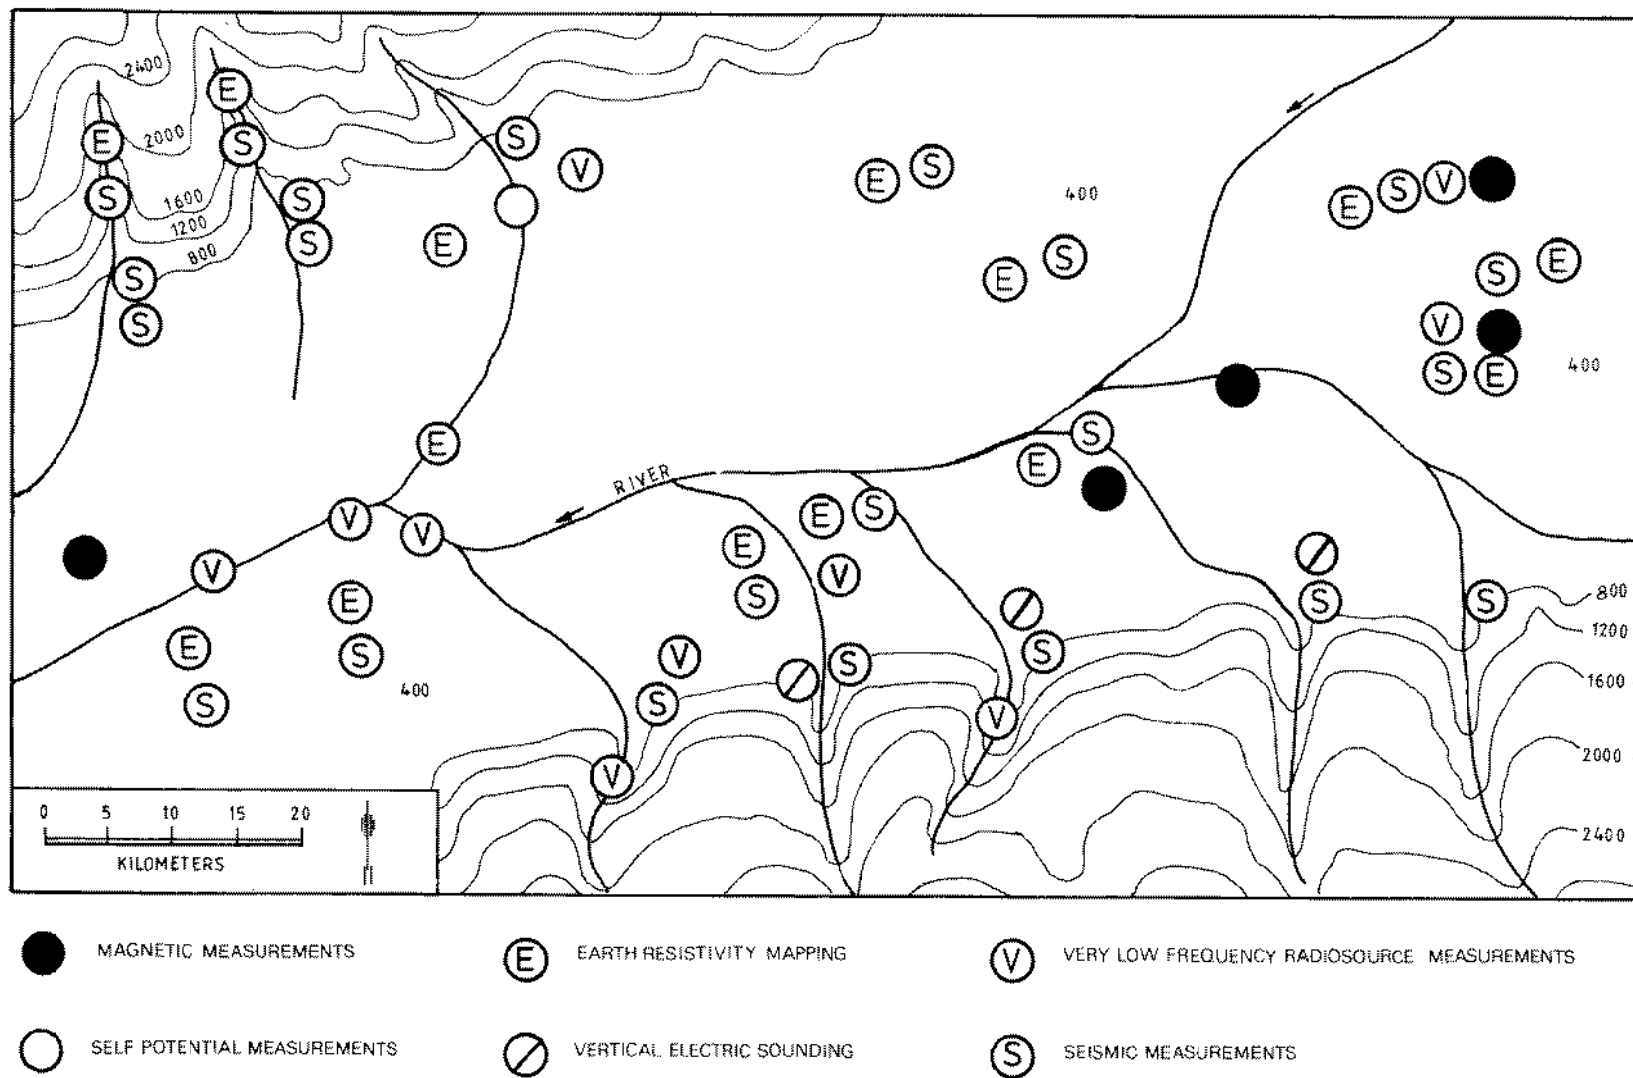 2400
E
E
2000
S
S
V
E
S
S
1600
S
400
E
S
V
1200
S
E
S
800
S
E
S
E
S
V
S
400
S
E
E
S
RIVER
E
V
E
S
V
E
V
V
S
800
E
S
S
S
1200
E
V
S
S
S
1600
400
S
V
2000
V
0 5 10 15 20
2400
KILOMETERS
MAGNETIC MEASUREMENTS
E EARTH RESISTIVITY MAPPING
V VERY LOW FREQUENCY RADIOSOURCE MEASUREMENTS
SELF POTENTIAL MEASUREMENTS
VERTICAL ELECTRIC SOUNDING
S SEISMIC MEASUREMENTS